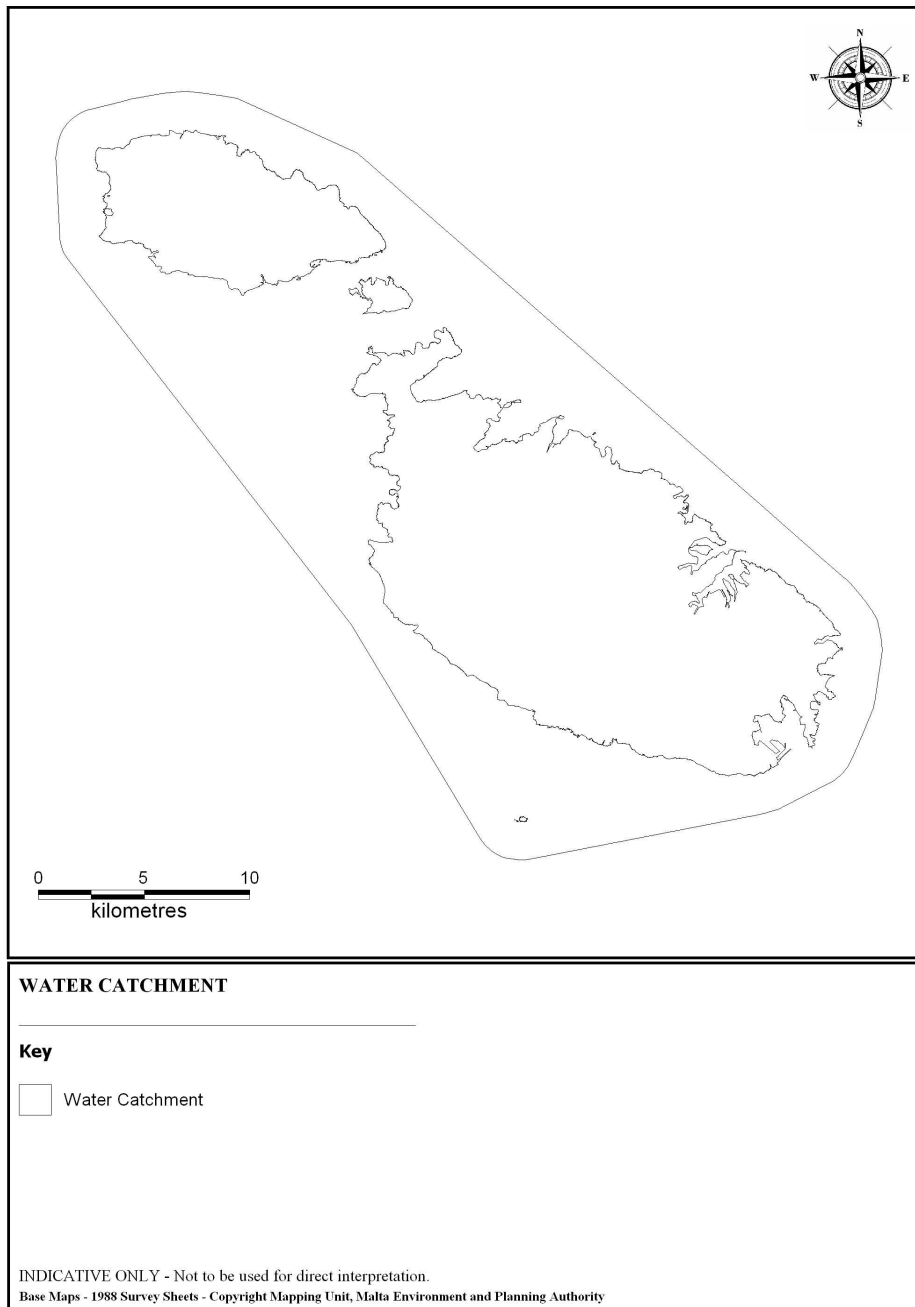 N
W E
S
0 5 10
kilometres
WATER CATCHMENT
Key
Water Catchment
INDICATIVE ONLY - Not to be used for direct interpretation.
Base Maps - 1988 Survey Sheets - Copyright Mapping Unit, Malta Environment and Planning Authority